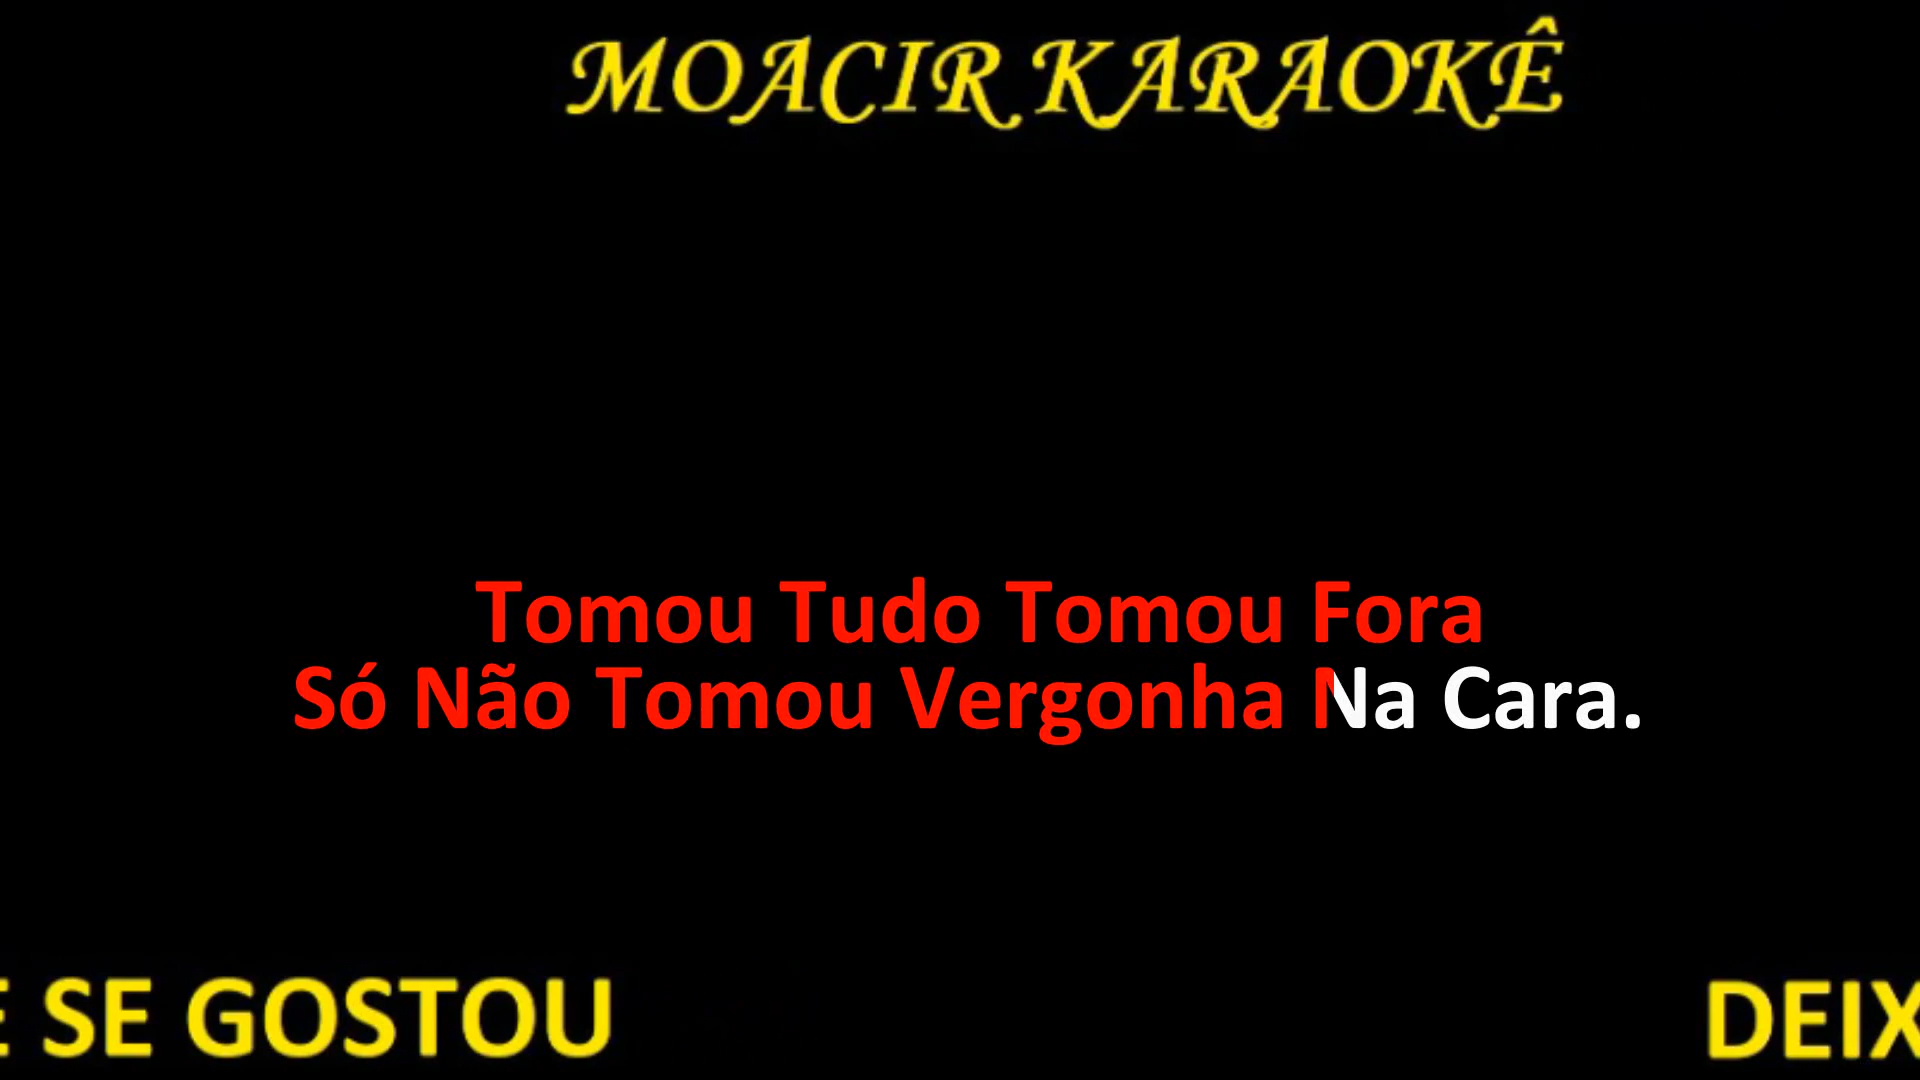 MOACIR KARAOKÊ
Tomou Tudo Tomou Fora
Só Não Tomou Vergonha Na Cara.
E SE GOSTOU
DEIX